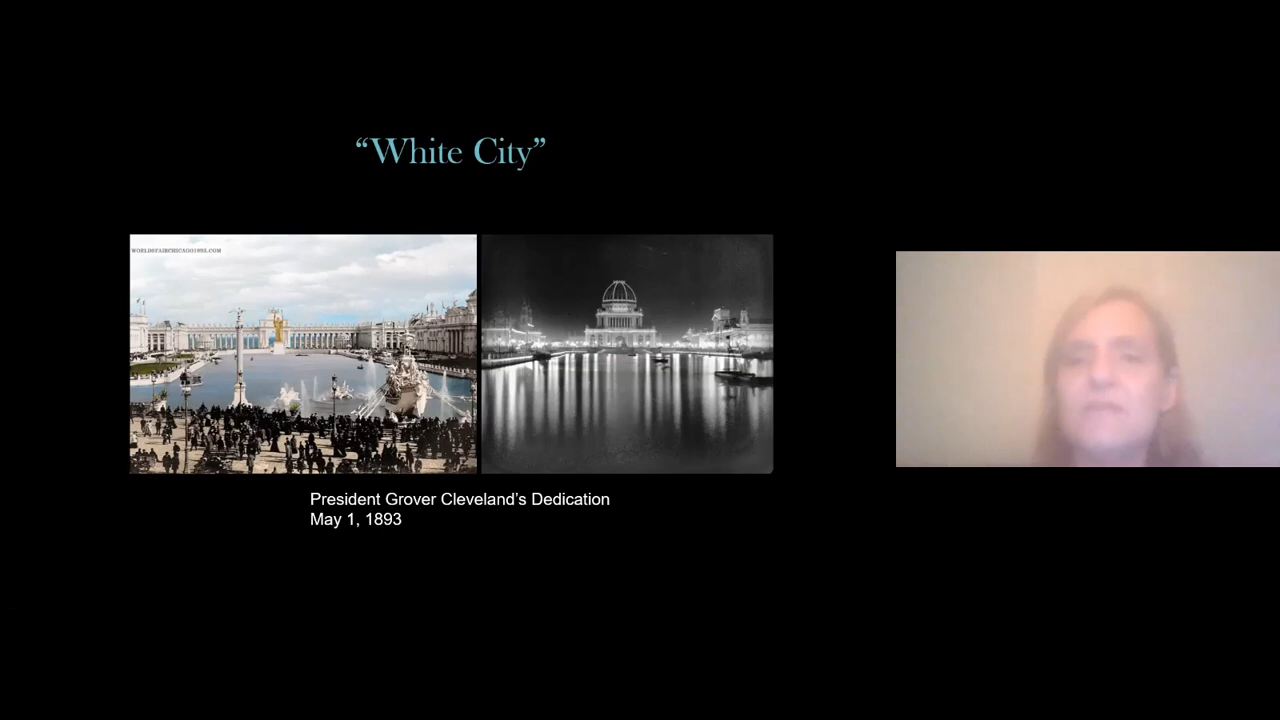 “White City”
WORLDSFAIRCHICAGO1893.COM
President Grover Cleveland’s Dedication
May 1, 1893